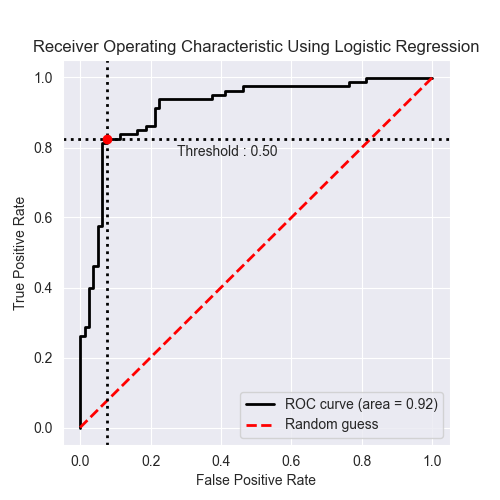 Receiver Operating Characteristic Using Logistic Regression
1.0
0.8
0.6
0.4
0.2
0.0
True Positive Rate
Threshold : 0.50
ROC curve (area = 0.92)
Random guess
0.0 0.2 0.4 0.6 0.8 1.0
False Positive Rate